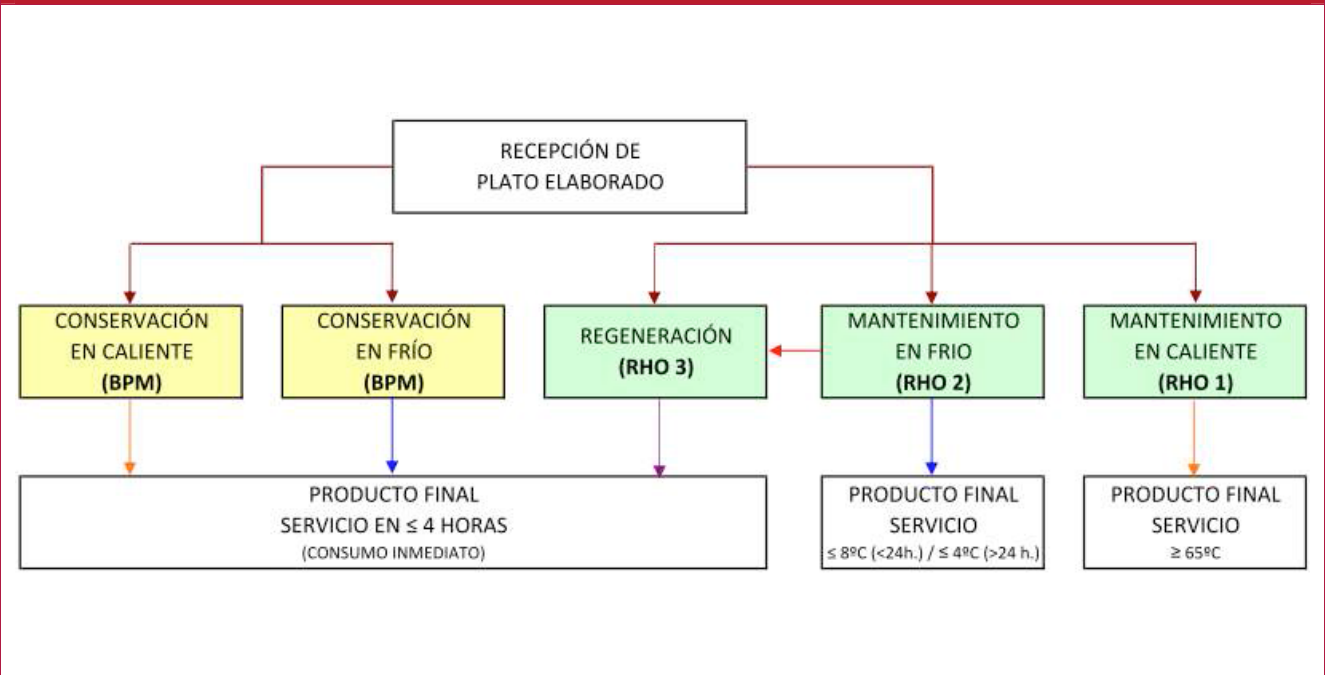 RECEPCIÓN DE
PLATO ELABORADO
CONSERVACIÓN
EN CALIENTE
(BPM)
CONSERVACIÓN
EN FRÍO
(BPM)
REGENERACIÓN
(RHO 3)
MANTENIMIENTO
EN FRIO
(RHO 2)
MANTENIMIENTO
EN CALIENTE
(RHO 1)
PRODUCTO FINAL
SERVICIO EN ≤ 4 HORAS
(CONSUMO INMEDIATO)
PRODUCTO FINAL
SERVICIO
≤ 8ºC (<24h.) / ≤ 4ºC (>24 h.)
PRODUCTO FINAL
SERVICIO
≥ 65ºC